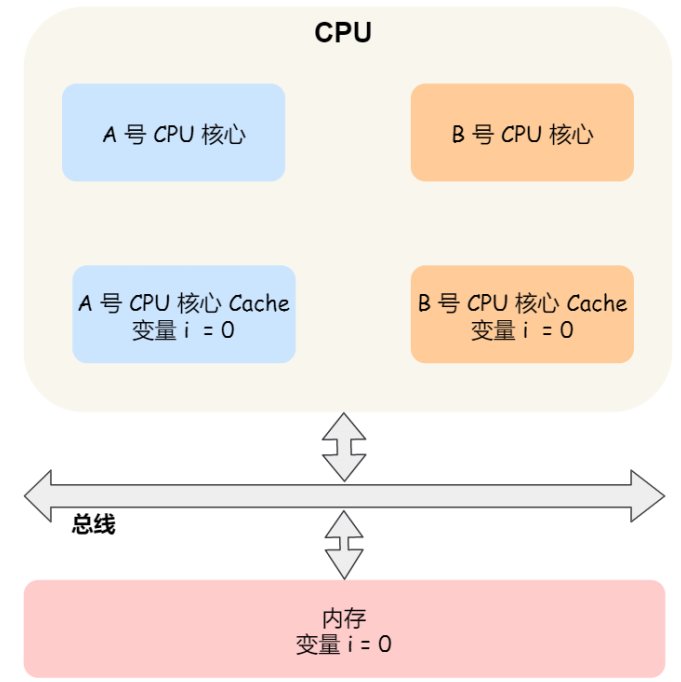 CPU
A 号 CPU 核心
B 号 CPU 核心
A 号 CPU 核心 Cache
变量 i = 0
B 号 CPU 核心 Cache
变量 i = 0
总线
内存
变量 i = 0